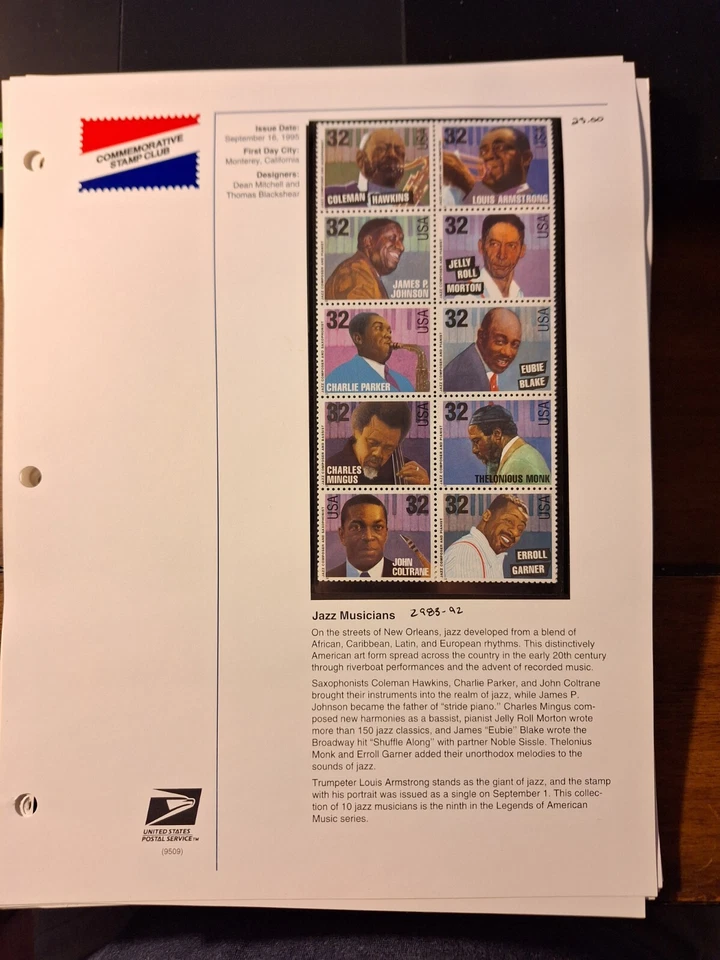 COMMEMORATIVE
STAMP CLUB
Issue Date:
September 16, 1995
First Day City:
Monterey, California
Designers:
Dean Mitchell and
Thomas Blackshear
23.00
32 USA
COLEMAN HAWKINS
32 USA
LOUIS ARMSTRONG
32 USA
JAMES P.
JOHNSON
32 USA
JELLY
ROLL
MORTON
32 USA
CHARLIE PARKER
32 USA
EUBIE
BLAKE
32 USA
CHARLES
MINGUS
32 USA
THELONIOUS MONK
USA 32
JOHN
COLTRANE
32 USA
ERROLL
GARNER
Jazz Musicians 2983-92
On the streets of New Orleans, jazz developed from a blend of
African, Caribbean, Latin, and European rhythms. This distinctively
American art form spread across the country in the early 20th century
through riverboat performances and the advent of recorded music.
Saxophonists Coleman Hawkins, Charlie Parker, and John Coltrane
brought their instruments into the realm of jazz, while James P.
Johnson became the father of "stride piano." Charles Mingus com-
posed new harmonies as a bassist, pianist Jelly Roll Morton wrote
more than 150 jazz classics, and James "Eubie" Blake wrote the
Broadway hit "Shuffle Along" with partner Noble Sissle. Thelonius
Monk and Erroll Garner added their unorthodox melodies to the
sounds of jazz.
Trumpeter Louis Armstrong stands as the giant of jazz, and the stamp
with his portrait was issued as a single on September 1. This collec-
tion of 10 jazz musicians is the ninth in the Legends of American
Music series.
UNITED STATES
POSTAL SERVICE™
(9509)